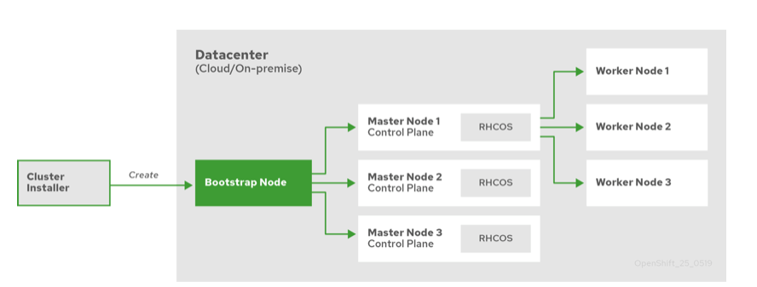 Datacenter
(Cloud/On-premise)
Cluster
Installer
Create
Bootstrap Node
Master Node 1
Control Plane
RHCOS
Master Node 2
Control Plane
RHCOS
Master Node 3
Control Plane
RHCOS
Worker Node 1
Worker Node 2
Worker Node 3
OpenShift_25_0319